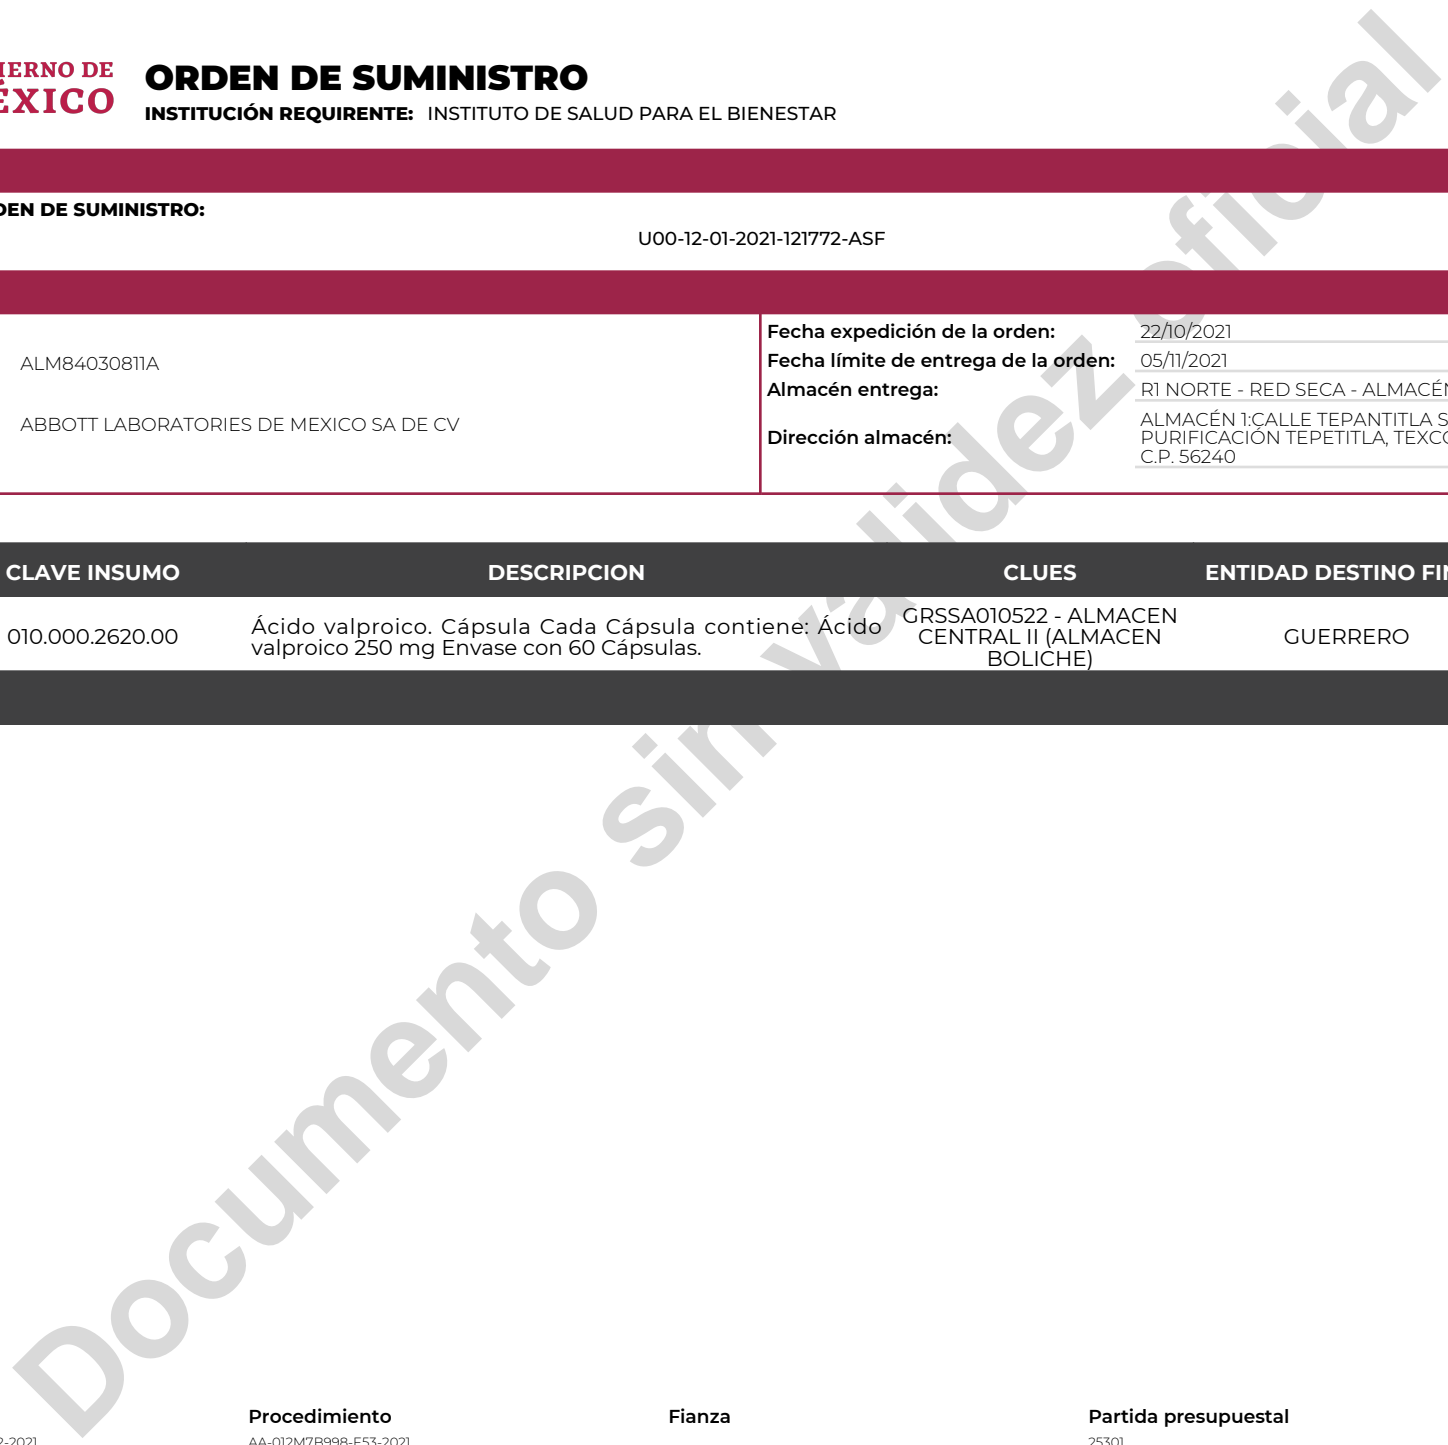 ORDEN DE SUMINISTRO
INSTITUCIÓN REQUIRENTE: INSTITUTO DE SALUD PARA EL BIENESTAR
DE
DE SUMINISTRO:
U00-12-01-2021-121772-ASF
ALM84030811A
ABBOTT LABORATORIES DE MEXICO SA DE CV
Fecha expedición de la orden: 22/10/2021
Fecha límite de entrega de la orden: 05/11/2021
Almacén entrega: R1 NORTE - RED SECA - ALMACÉN
Dirección almacén:
ALMACÉN 1:CALLE TEPANTITLA S
PURIFICACIÓN TEPETITLA, TEXCO
C.P. 56240
CLAVE INSUMO DESCRIPCION CLUES ENTIDAD DESTINO FIN
010.000.2620.00
Ácido valproico. Cápsula Cada Cápsula contiene: Ácido
valproico 250 mg Envase con 60 Cápsulas.
GRSSA010522 - ALMACEN
CENTRAL II (ALMACEN
BOLICHE)
GUERRERO
Documento sin validez oficial
Procedimiento Fianza Partida presupuestal
-2021 AA-012M7B998-E53-2021 25301